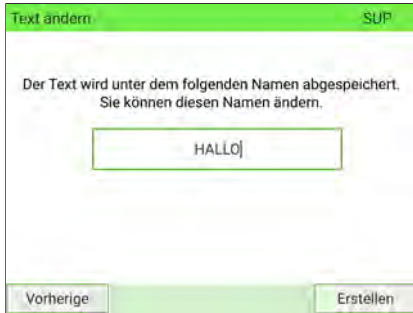 Text ändern
SUP
Der Text wird unter dem folgenden Namen abgespeichert.
Sie können diesen Namen ändern.
HALLO
Vorherige
Erstellen